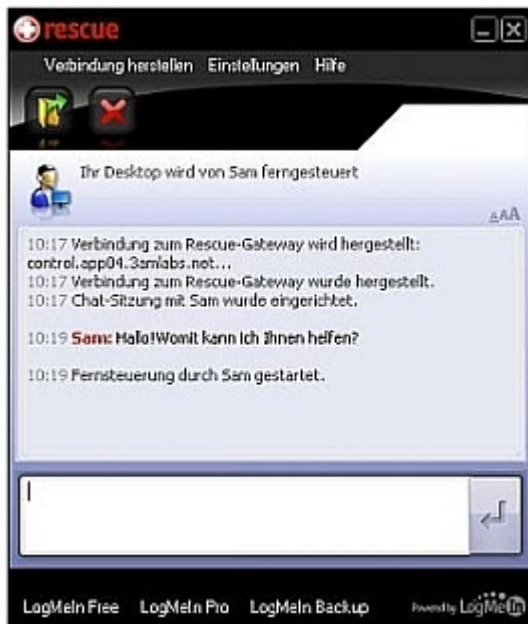 rescue
Verbindung herstellen Einstellungen Hilfe
Ihr Desktop wird von Sam ferngesteuert
AAA
10:17 Verbindung zum Rescue-Gateway wird hergestellt:
control.app04.3amlabs.net...
10:17 Verbindung zum Rescue-Gateway wurde hergestellt.
10:17 Chat-Sitzung mit Sam wurde eingerichtet.
10:19 Sam: Hallo!Womit kann ich Ihnen helfen?
10:19 Fernsteuerung durch Sam gestartet.
LogMeIn Free LogMeIn Pro LogMeIn Backup Powered by LogMeIn